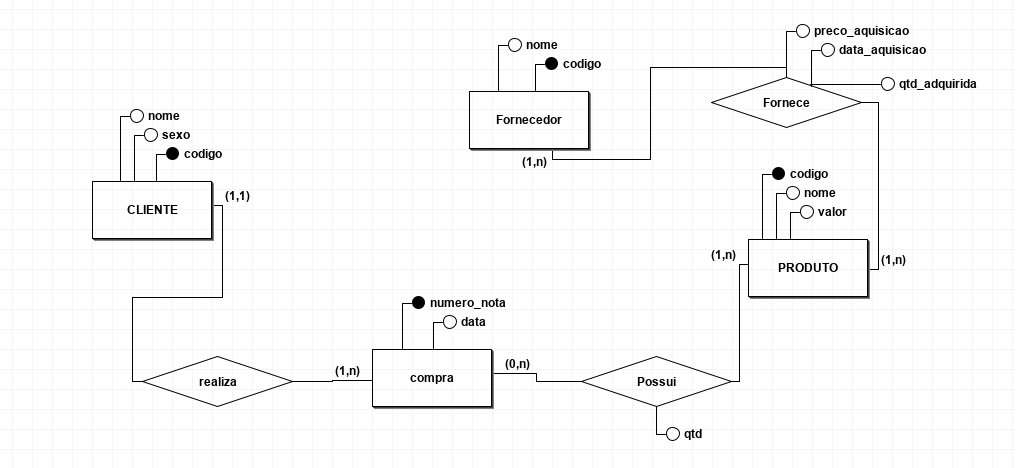 preco_aquisicao
nome
data_aquisicao
codigo
qtd_adquirida
Fornece
Fornecedor
nome
sexo
codigo
(1,n)
codigo
nome
(1,1)
CLIENTE
valor
(1,n)
(1,n)
PRODUTO
numero_nota
data
(1,n)
(0,n)
realiza
compra
Possui
qtd